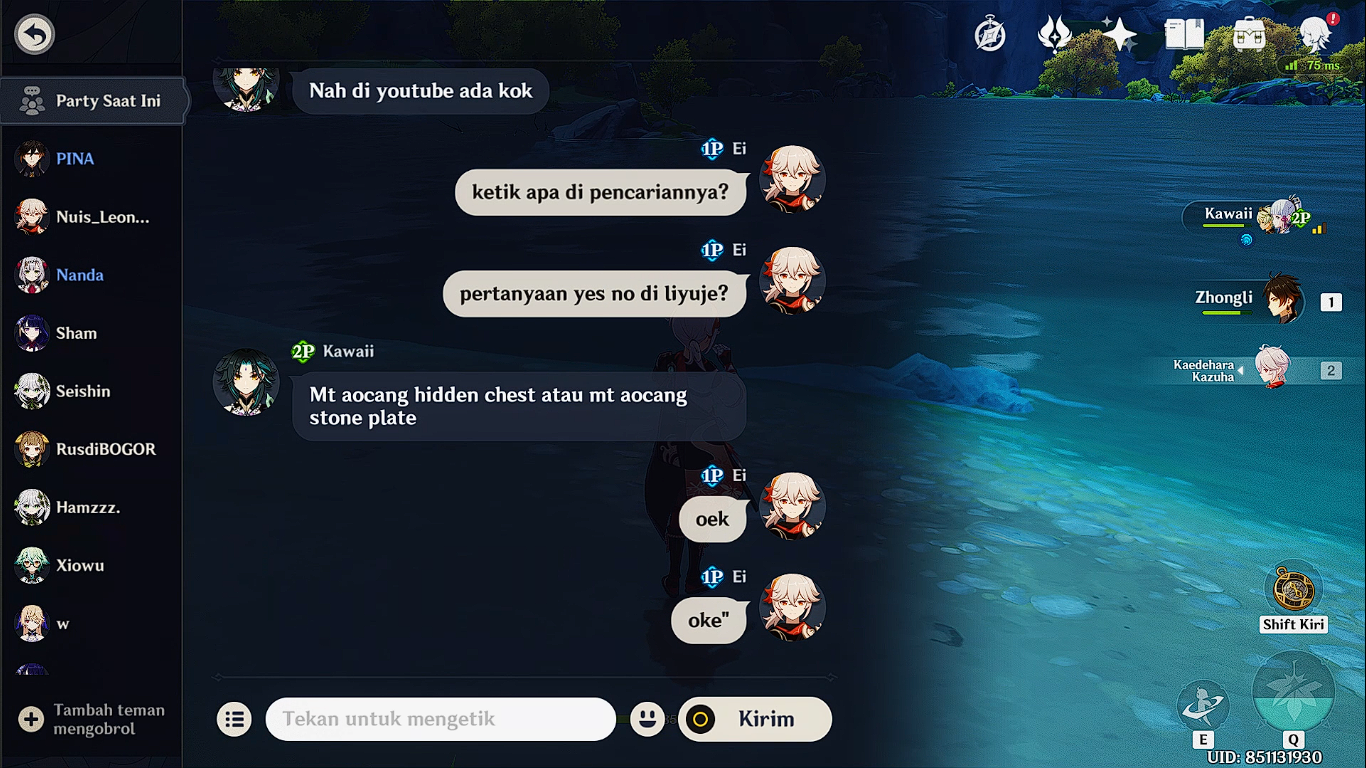 Party Saat Ini
PINA
Nuis_Leon...
Nanda
Sham
Seishin
RusdiBOGOR
Hamzzz.
Xiowu
w
Tambah teman
mengobrol
Nah di youtube ada kok
1P Ei
ketik apa di pencariannya?
1P Ei
pertanyaan yes no di liyuje?
2P Kawaii
Mt aocang hidden chest atau mt aocang
stone plate
1P Ei
oek
1P Ei
oke"
Tekan untuk mengetik
Kirim
75 ms
Kawaii 2P
Zhongli 1
Kaedehara
Kazuha 2
Shift Kiri
E
Q
UID: 851131930